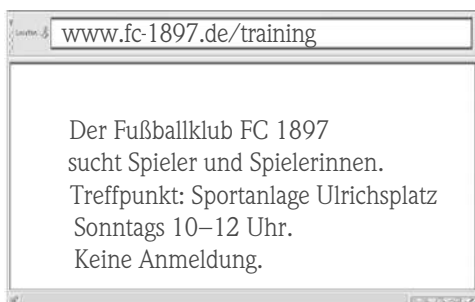 Location:
www.fc-1897.de/training
Der Fußballklub FC 1897
sucht Spieler und Spielerinnen.
Treffpunkt: Sportanlage Ulrichsplatz
Sonntags 10–12 Uhr.
Keine Anmeldung.